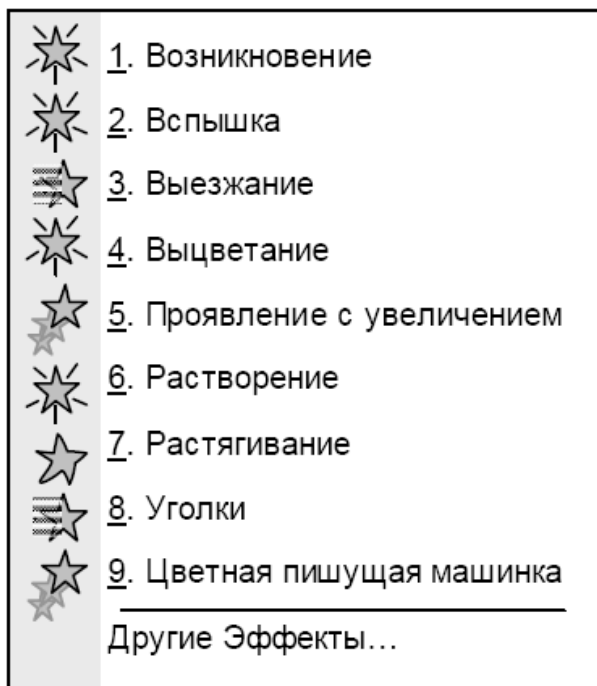 1. Возникновение
2. Вспышка
3. Выезжание
4. Выцветание
5. Проявление с увеличением
6. Растворение
7. Растягивание
8. Уголки
9. Цветная пишущая машинка
Другие Эффекты...